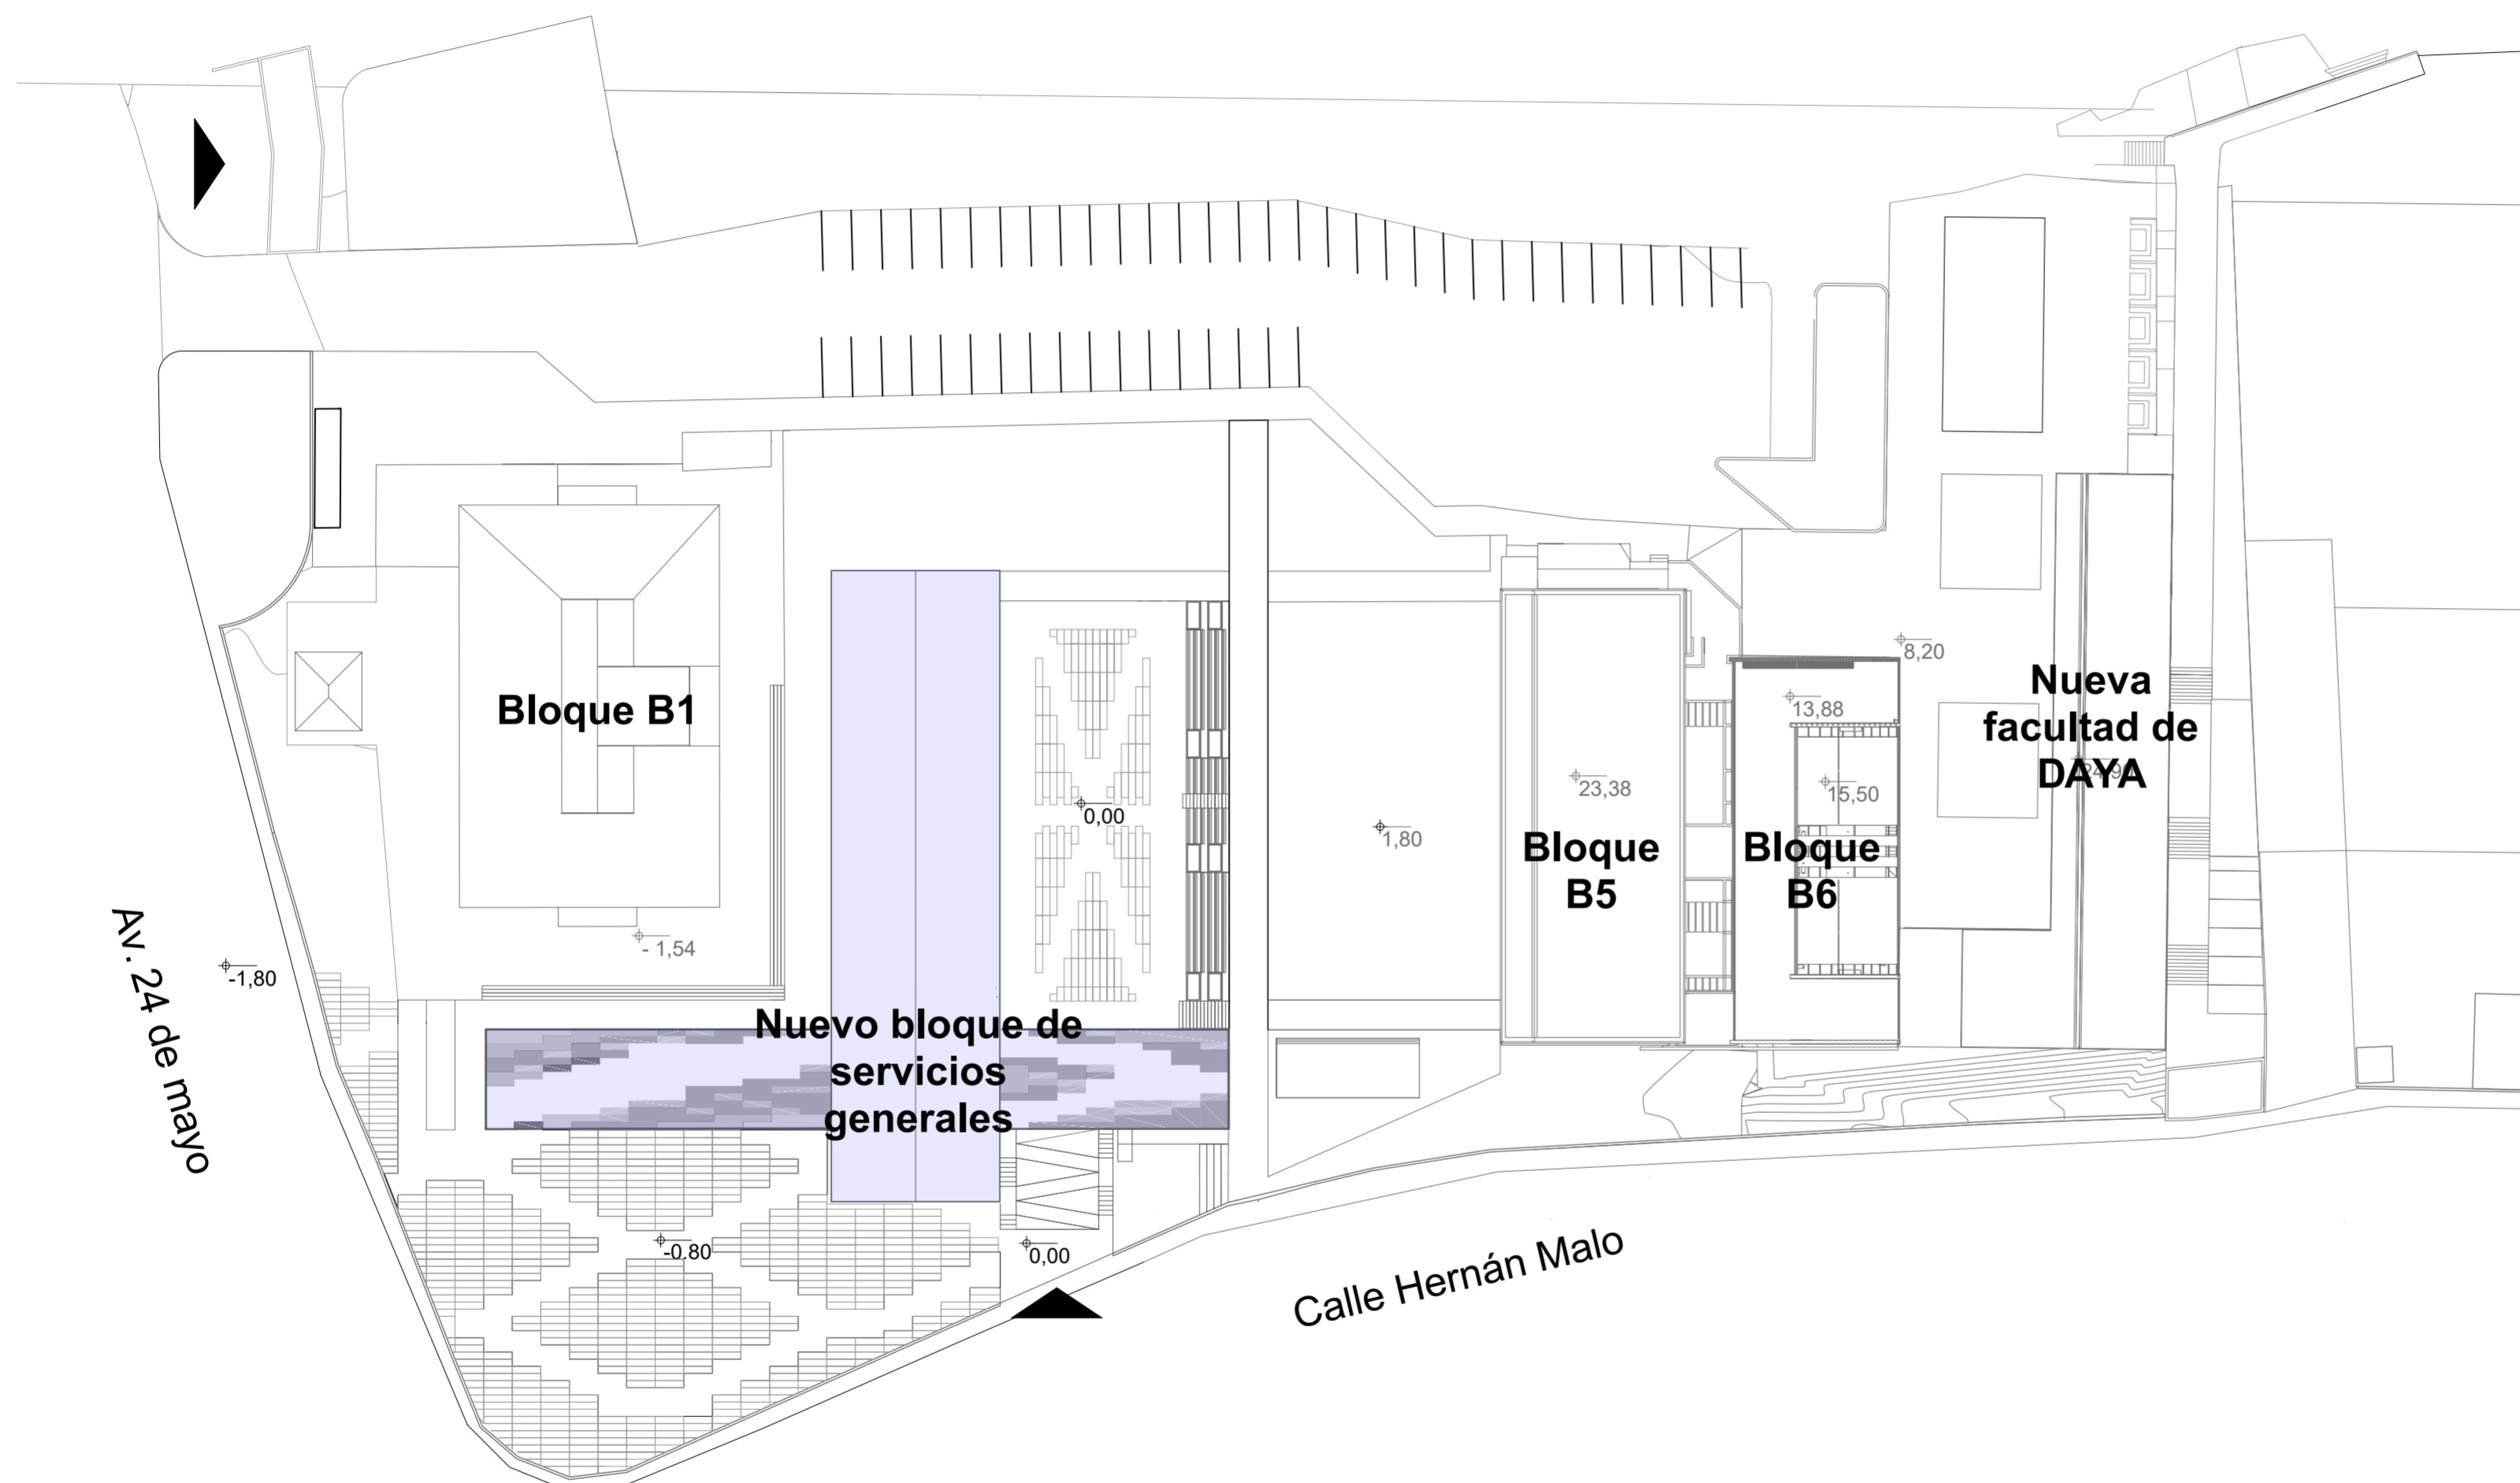 8,20
Nueva
facultad de
DAYA
Bloque B1
13,88
23,38
15,50
0,00
1,80
Bloque
B5
Bloque
B6
- 1,54
-1,80
Av. 24 de mayo
Nuevo bloque de
servicios
generales
-0.80
0,00
Calle Hernán Malo